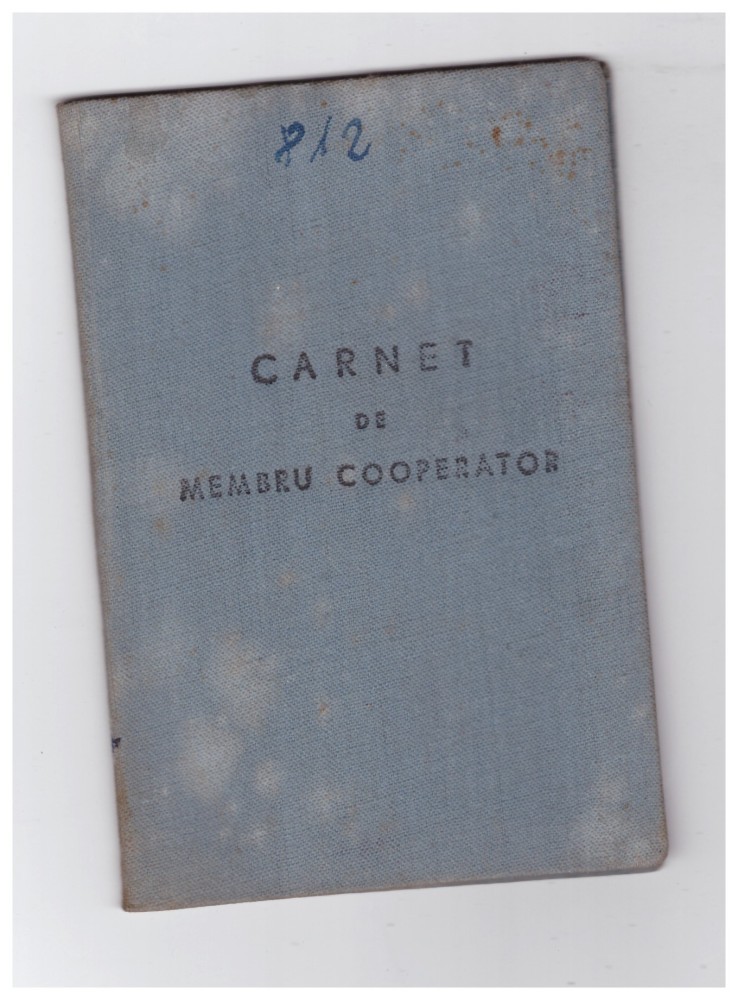 812
CARNET
DE
MEMBRU COOPERATOR